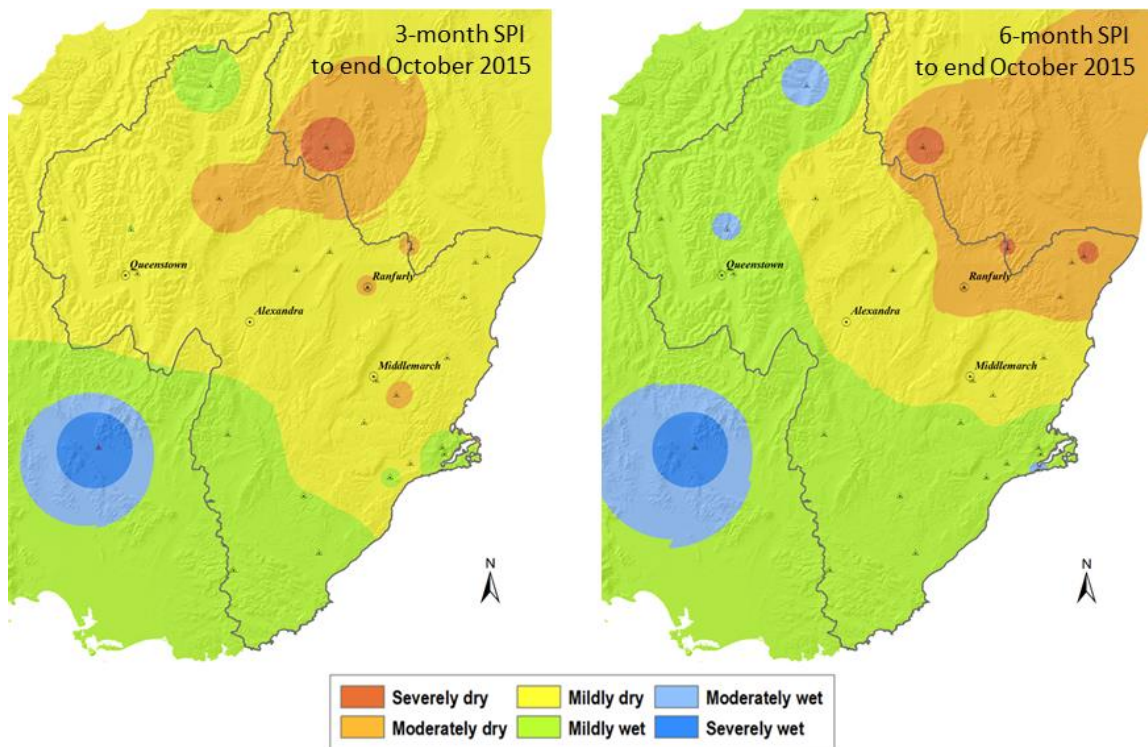 3-month SPI
to end October 2015
Queenstown
Ranfurly
Alexandra
Middlemarch
N
6-month SPI
to end October 2015
Queenstown
Ranfurly
Alexandra
Middlemarch
N
Severely dry
Mildly dry
Moderately wet
Moderately dry
Mildly wet
Severely wet